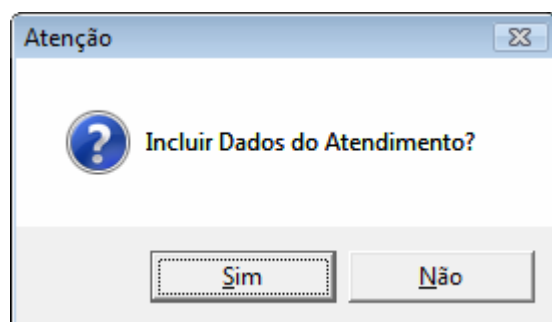 Atenção
Incluir Dados do Atendimento?
Sim Não